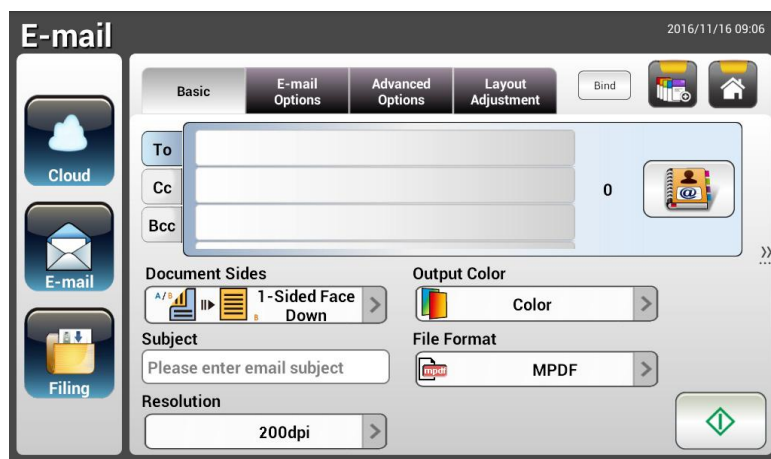 E-mail
2016/11/16 09:06
Basic
E-mail
Options
Advanced
Options
Layout
Adjustment
Bind
Cloud
E-mail
Filing
To
Cc
Bcc
0
@
Document Sides
A/B
B
1-Sided Face
Down
Output Color
Color
Subject
Please enter email subject
File Format
mpdf
MPDF
Resolution
200dpi